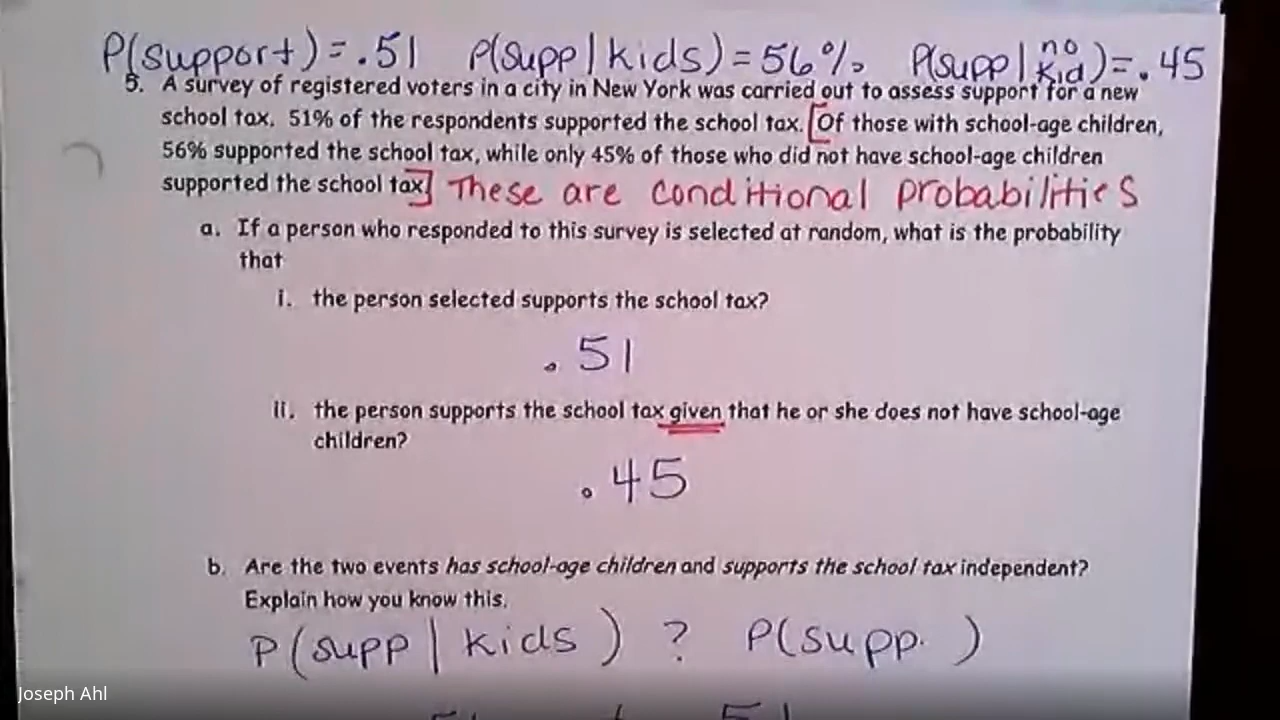 P(support) = .51 P(supp | kids) = 56% P(supp | no kid) = .45
5. A survey of registered voters in a city in New York was carried out to assess support for a new
school tax. 51% of the respondents supported the school tax. [Of those with school-age children,
56% supported the school tax, while only 45% of those who did not have school-age children
supported the school tax] These are conditional probabilities
a. If a person who responded to this survey is selected at random, what is the probability
that
i. the person selected supports the school tax?
.51
ii. the person supports the school tax given that he or she does not have school-age
children?
.45
b. Are the two events has school-age children and supports the school tax independent?
Explain how you know this.
P(supp | kids) ? P(supp.)
Joseph Ahl